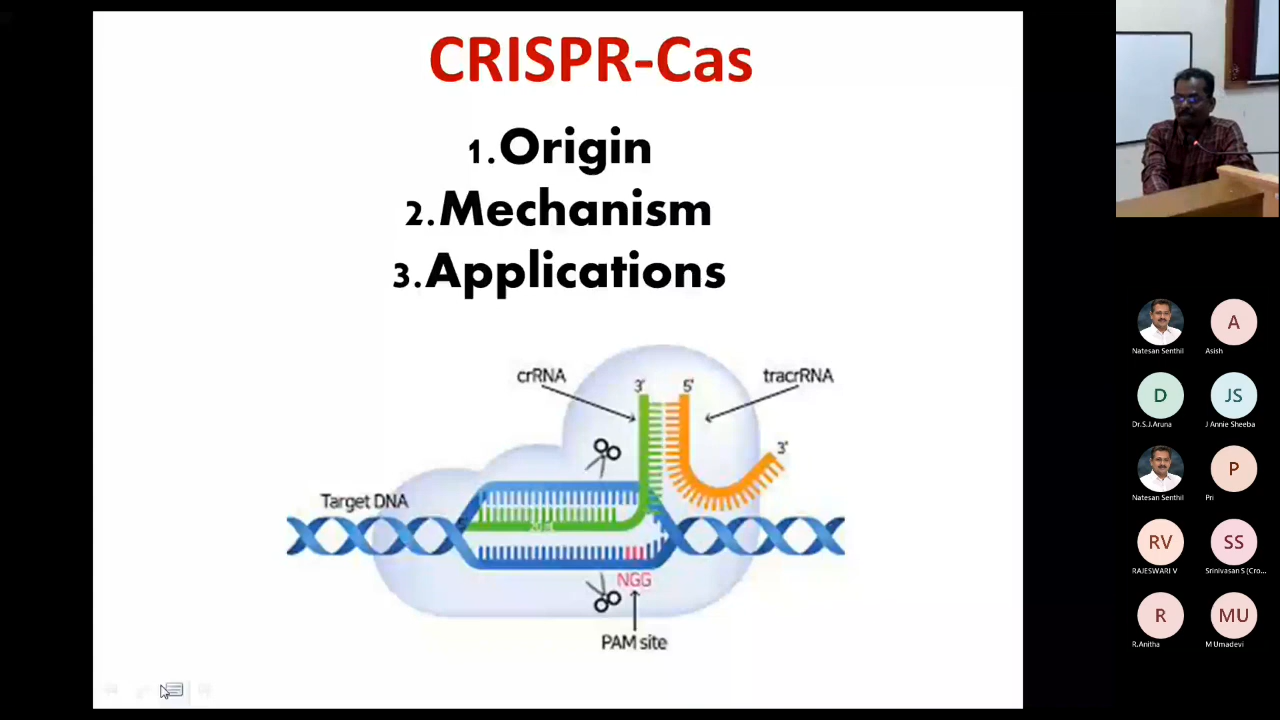 CRISPR-Cas
1.Origin
2.Mechanism
3.Applications
crRNA
3'
5'
tracrRNA
3'
Target DNA
NGG
PAM site
Natesan Senthil
A
Asish
D
Dr.S.J.Aruna
JS
J Annie Sheeba
Natesan Senthil
P
Pri
RV
RAJESWARI V
SS
Srinivasan S (Cro...
R
R.Anitha
MU
M Umadevi